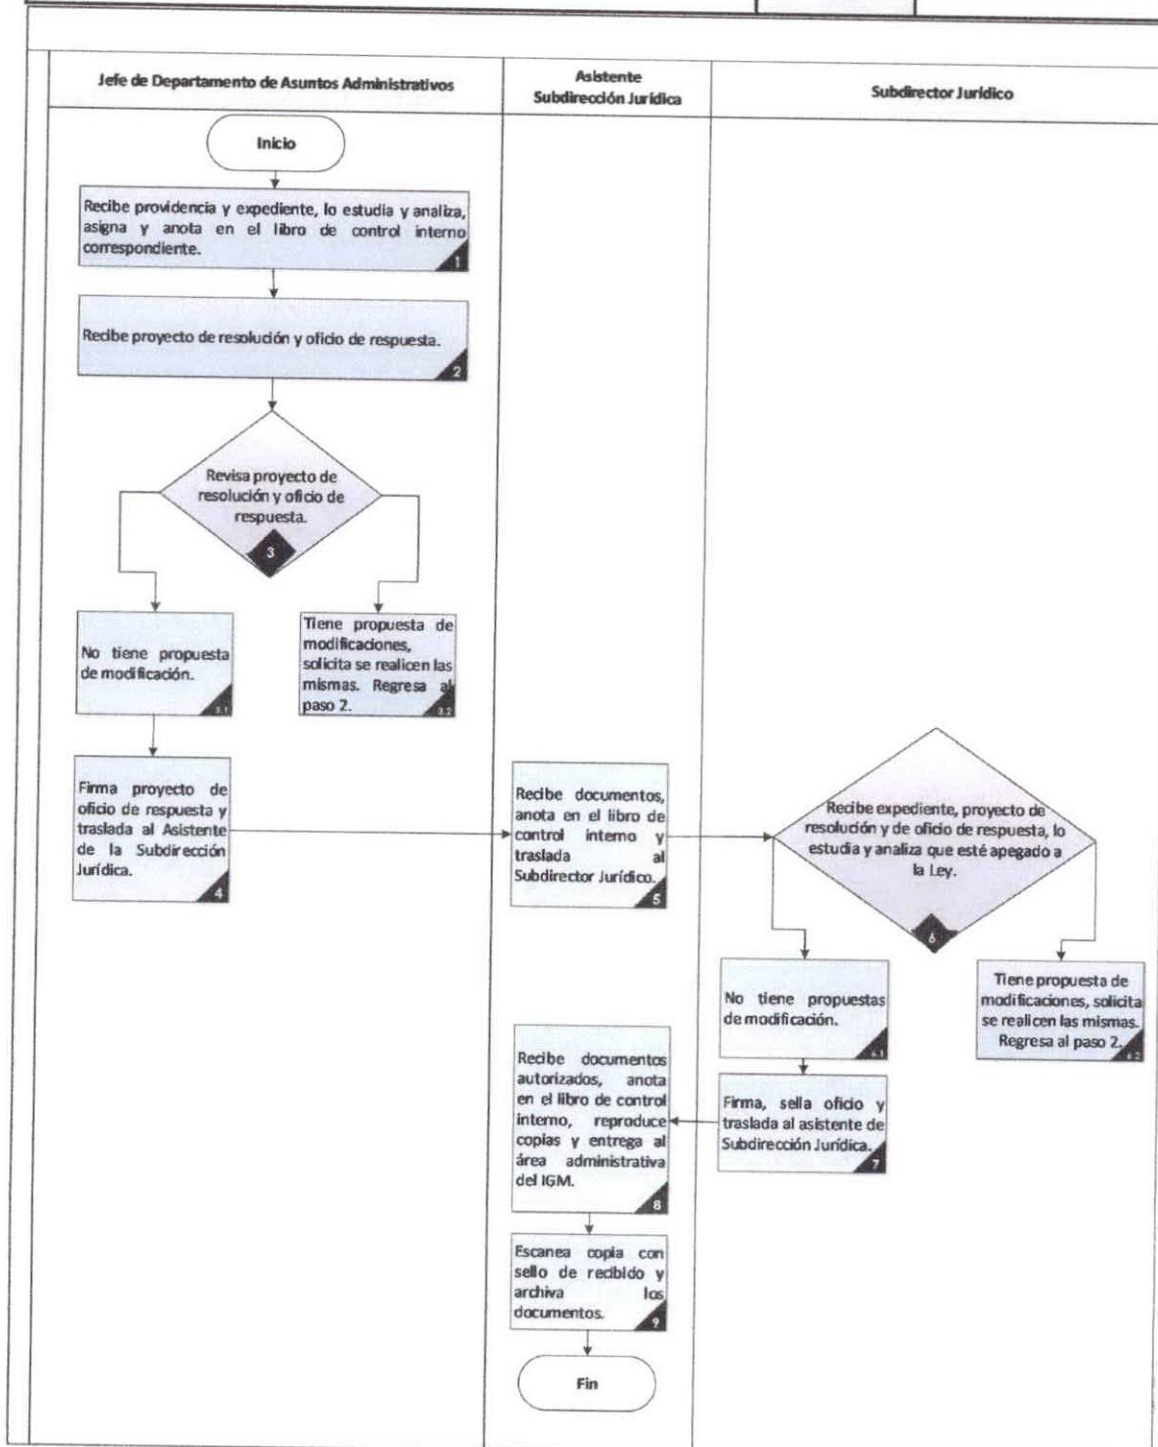 Jefe de Departamento de Asuntos Administrativos
Asistente
Subdirección Jurídica
Subdirector Jurídico
Inicio
Recibe providencia y expediente, lo estudia y analiza,
asigna y anota en el libro de control interno
correspondiente.
1
Recibe proyecto de resolución y oficio de respuesta.
2
Revisa proyecto de
resolución y oficio de
respuesta.
3
No tiene propuesta
de modificación.
3.1
Tiene propuesta de
modificaciones,
solicita se realicen las
mismas. Regresa al
paso 2.
3.2
Firma proyecto de
oficio de respuesta y
traslada al Asistente
de la Subdirección
Jurídica.
4
Recibe documentos,
anota en el libro de
control interno y
traslada al
Subdirector Jurídico.
5
Recibe expediente, proyecto de
resolución y de oficio de respuesta, lo
estudia y analiza que esté apegado a
la Ley.
6
No tiene propuestas
de modificación.
6.1
Tiene propuesta de
modificaciones, solicita
se realicen las mismas.
Regresa al paso 2.
6.2
Firma, sella oficio y
traslada al asistente de
Subdirección Jurídica.
7
Recibe documentos
autorizados, anota
en el libro de control
interno, reproduce
copias y entrega al
área administrativa
del IGM.
8
Escanea copia con
sello de recibido y
archiva los
documentos.
9
Fin